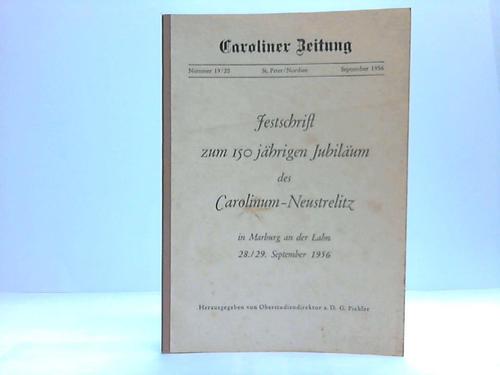 Caroliner Zeitung
Nummer 19/20 St. Peter/Nordsee September 1956
Festschrift
zum 150 jährigen Jubiläum
des
Carolinum-Neustrelitz
in Marburg an der Lahn
28./29. September 1956
Herausgegeben von Oberstudiendirektor a. D. G. Piehler